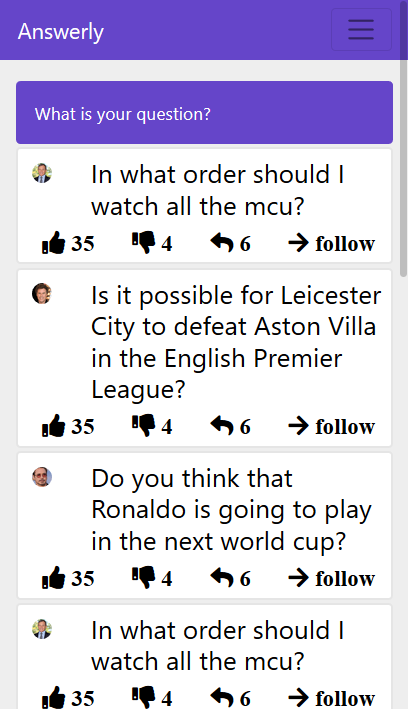 Answerly
What is your question?
In what order should I
watch all the mcu?
35 4 6 follow
Is it possible for Leicester
City to defeat Aston Villa
in the English Premier
League?
35 4 6 follow
Do you think that
Ronaldo is going to play
in the next world cup?
35 4 6 follow
In what order should I
watch all the mcu?
35 4 6 follow